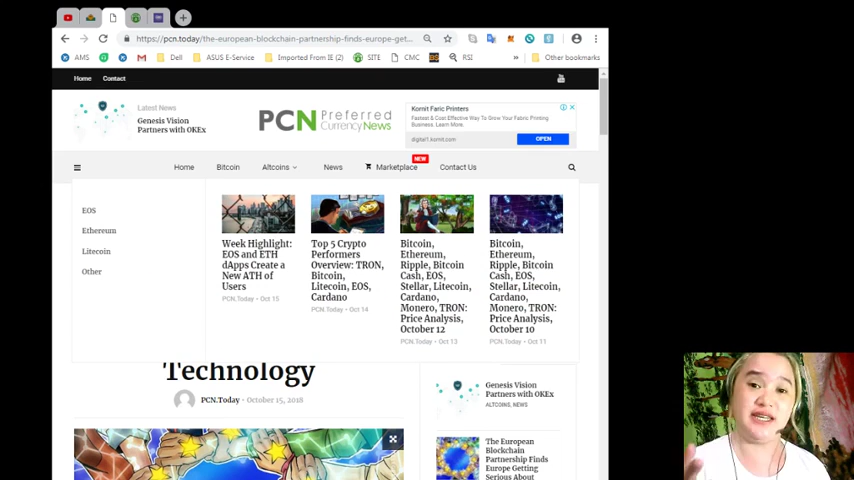 https://pcn.today/the-european-blockchain-partnership-finds-europe-get...
AMS
Dell
ASUS E-Service
Imported From IE (2)
SITE
CMC
RSI
»
Other bookmarks
Home
Contact
Latest News
Genesis Vision
Partners with OKEx
PCN Preferred
Currency News
Kornit Faric Printers
Fastest & Cost Effective Way To Grow Your Fabric Printing
Business. Learn More.
digital1.kornit.com
OPEN
NEW
Home
Bitcoin
Altcoins
News
Marketplace
Contact Us
EOS
Ethereum
Litecoin
Other
Week Highlight:
EOS and ETH
dApps Create a
New ATH of
Users
PCN.Today • Oct 15
Top 5 Crypto
Performers
Overview: TRON,
Bitcoin,
Litecoin, EOS,
Cardano
PCN.Today • Oct 14
Bitcoin,
Ethereum,
Ripple, Bitcoin
Cash, EOS,
Stellar, Litecoin,
Cardano,
Monero, TRON:
Price Analysis,
October 12
PCN.Today • Oct 13
Bitcoin,
Ethereum,
Ripple, Bitcoin
Cash, EOS,
Stellar, Litecoin,
Cardano,
Monero, TRON:
Price Analysis,
October 10
PCN.Today • Oct 11
Technology
PCN.Today • October 15, 2018
Genesis Vision
Partners with OKEx
ALTCOINS, NEWS
The European
Blockchain
Partnership Finds
Europe Getting
Serious About